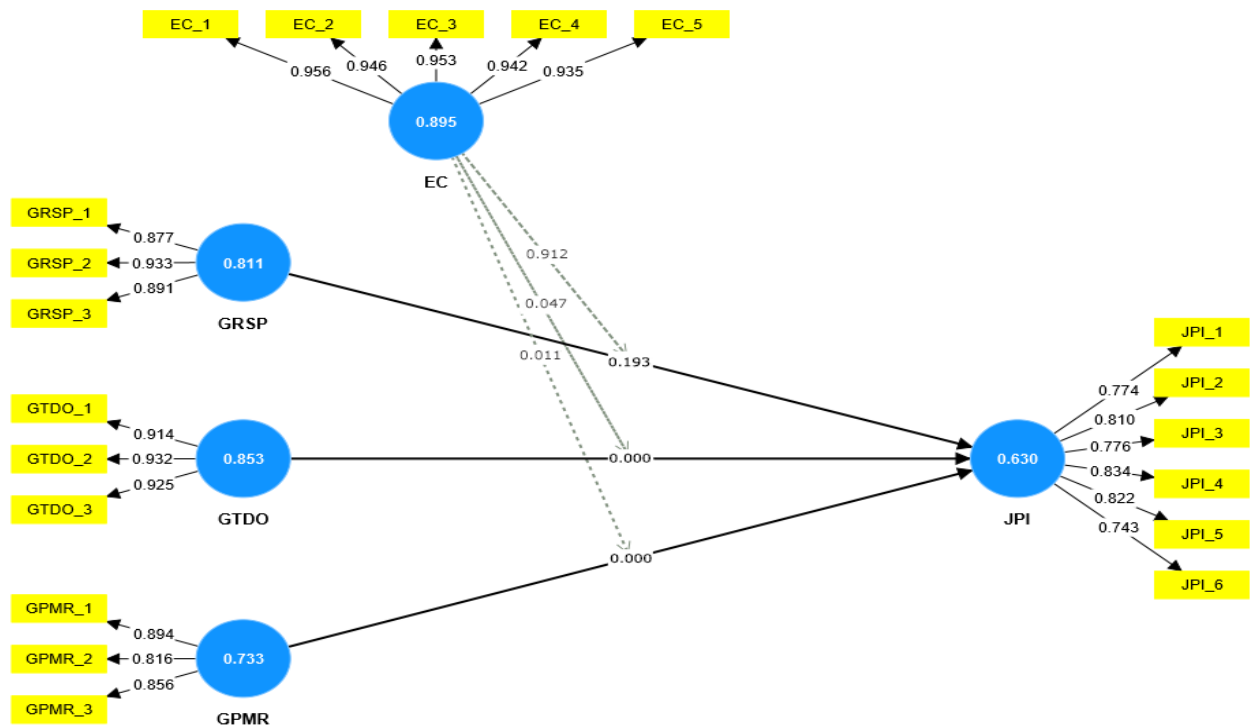 EC_1 EC_2 EC_3 EC_4 EC_5
0.956 0.946 0.953 0.942 0.935
0.895
EC
GRSP_1
GRSP_2
GRSP_3
0.877
0.933
0.891
0.811
GRSP
0.912
0.047
0.011
0.193
GTDO_1
GTDO_2
GTDO_3
0.914
0.932
0.925
0.853
GTDO
0.000
GPMR_1
GPMR_2
GPMR_3
0.894
0.816
0.856
0.733
GPMR
0.000
0.630
JPI
0.774
0.810
0.776
0.834
0.822
0.743
JPI_1
JPI_2
JPI_3
JPI_4
JPI_5
JPI_6